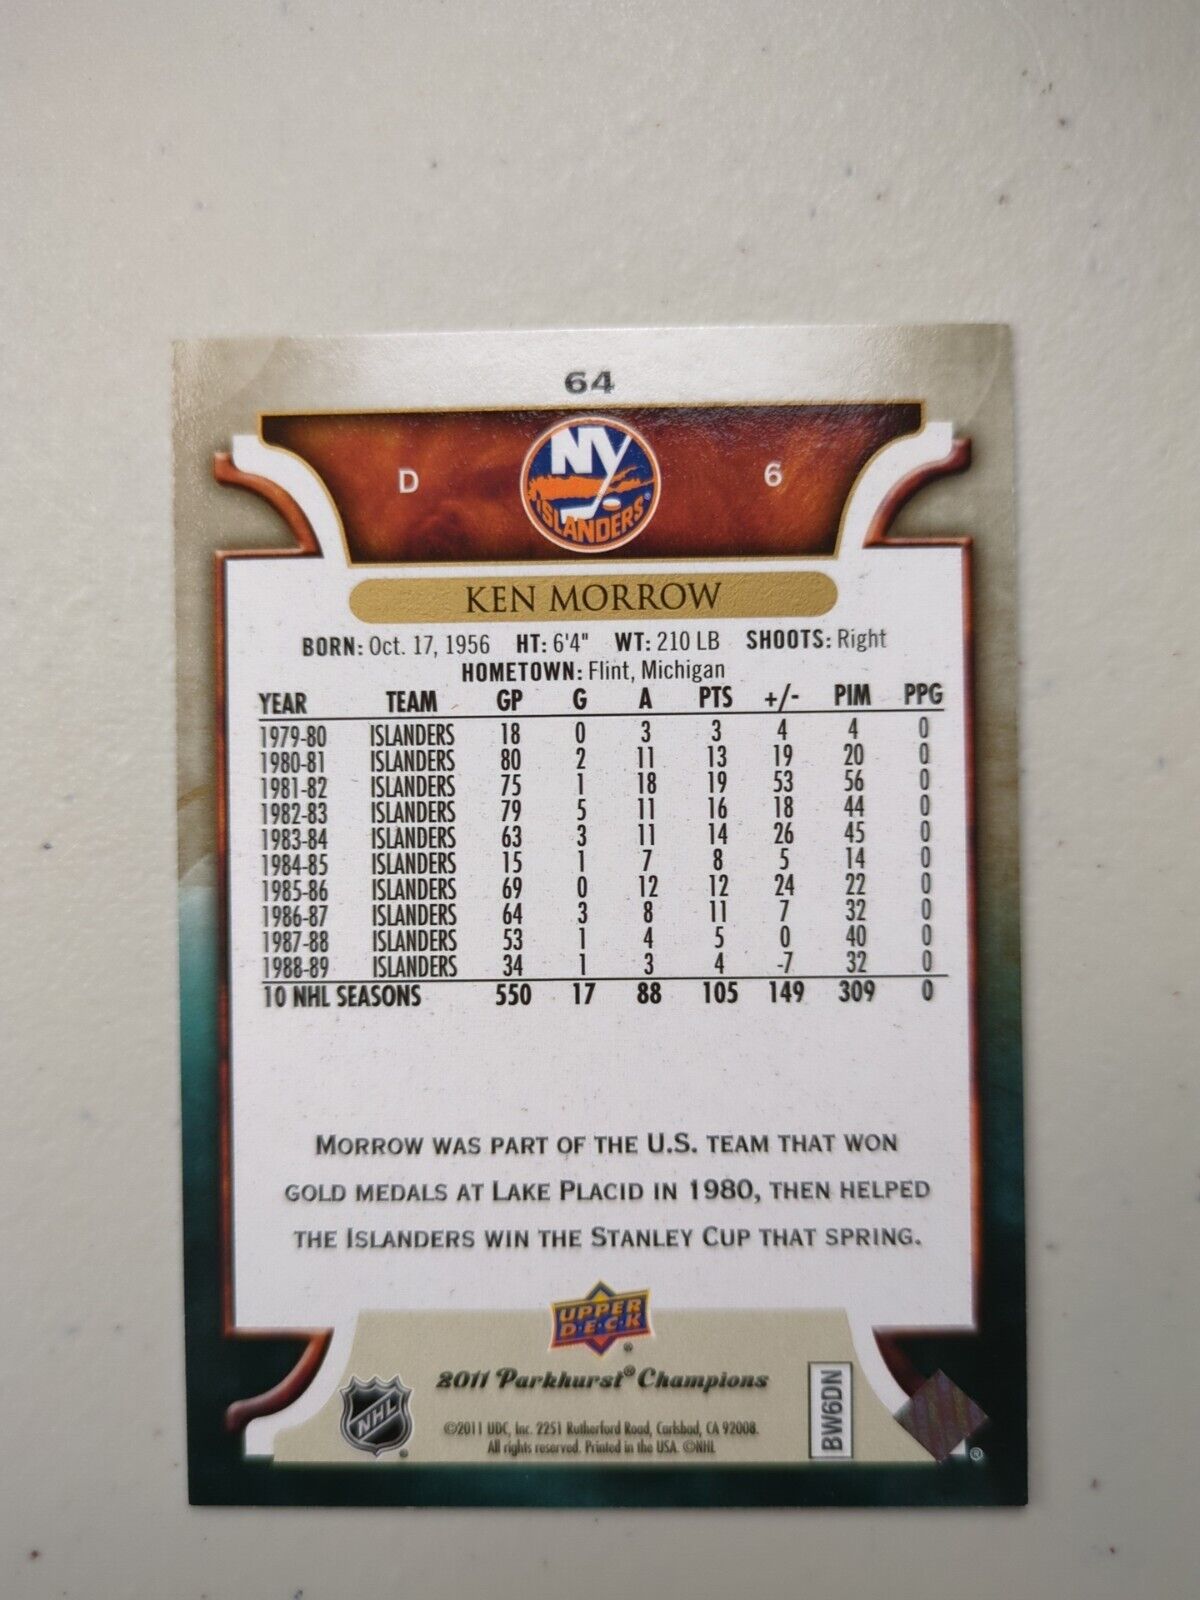 64
D NY ISLANDERS 6
KEN MORROW
BORN: Oct. 17, 1956 HT: 6'4" WT: 210 LB SHOOTS: Right
HOMETOWN: Flint, Michigan
YEAR TEAM GP G A PTS +/- PIM PPG
1979-80 ISLANDERS 18 0 3 3 4 4 0
1980-81 ISLANDERS 80 2 11 13 19 20 0
1981-82 ISLANDERS 75 1 18 19 53 56 0
1982-83 ISLANDERS 79 5 11 16 18 44 0
1983-84 ISLANDERS 63 3 11 14 26 45 0
1984-85 ISLANDERS 15 1 7 8 5 14 0
1985-86 ISLANDERS 69 0 12 12 24 22 0
1986-87 ISLANDERS 64 3 8 11 7 32 0
1987-88 ISLANDERS 53 1 4 5 0 40 0
1988-89 ISLANDERS 34 1 3 4 -7 32 0
10 NHL SEASONS 550 17 88 105 149 309 0
MORROW WAS PART OF THE U.S. TEAM THAT WON
GOLD MEDALS AT LAKE PLACID IN 1980, THEN HELPED
THE ISLANDERS WIN THE STANLEY CUP THAT SPRING.
UPPER
DECK®
2011 Parkhurst® Champions
NHL®
©2011 UDC, Inc. 2251 Rutherford Road, Carlsbad, CA 92008.
All rights reserved. Printed in the USA. ©NHL
BW6DN
®